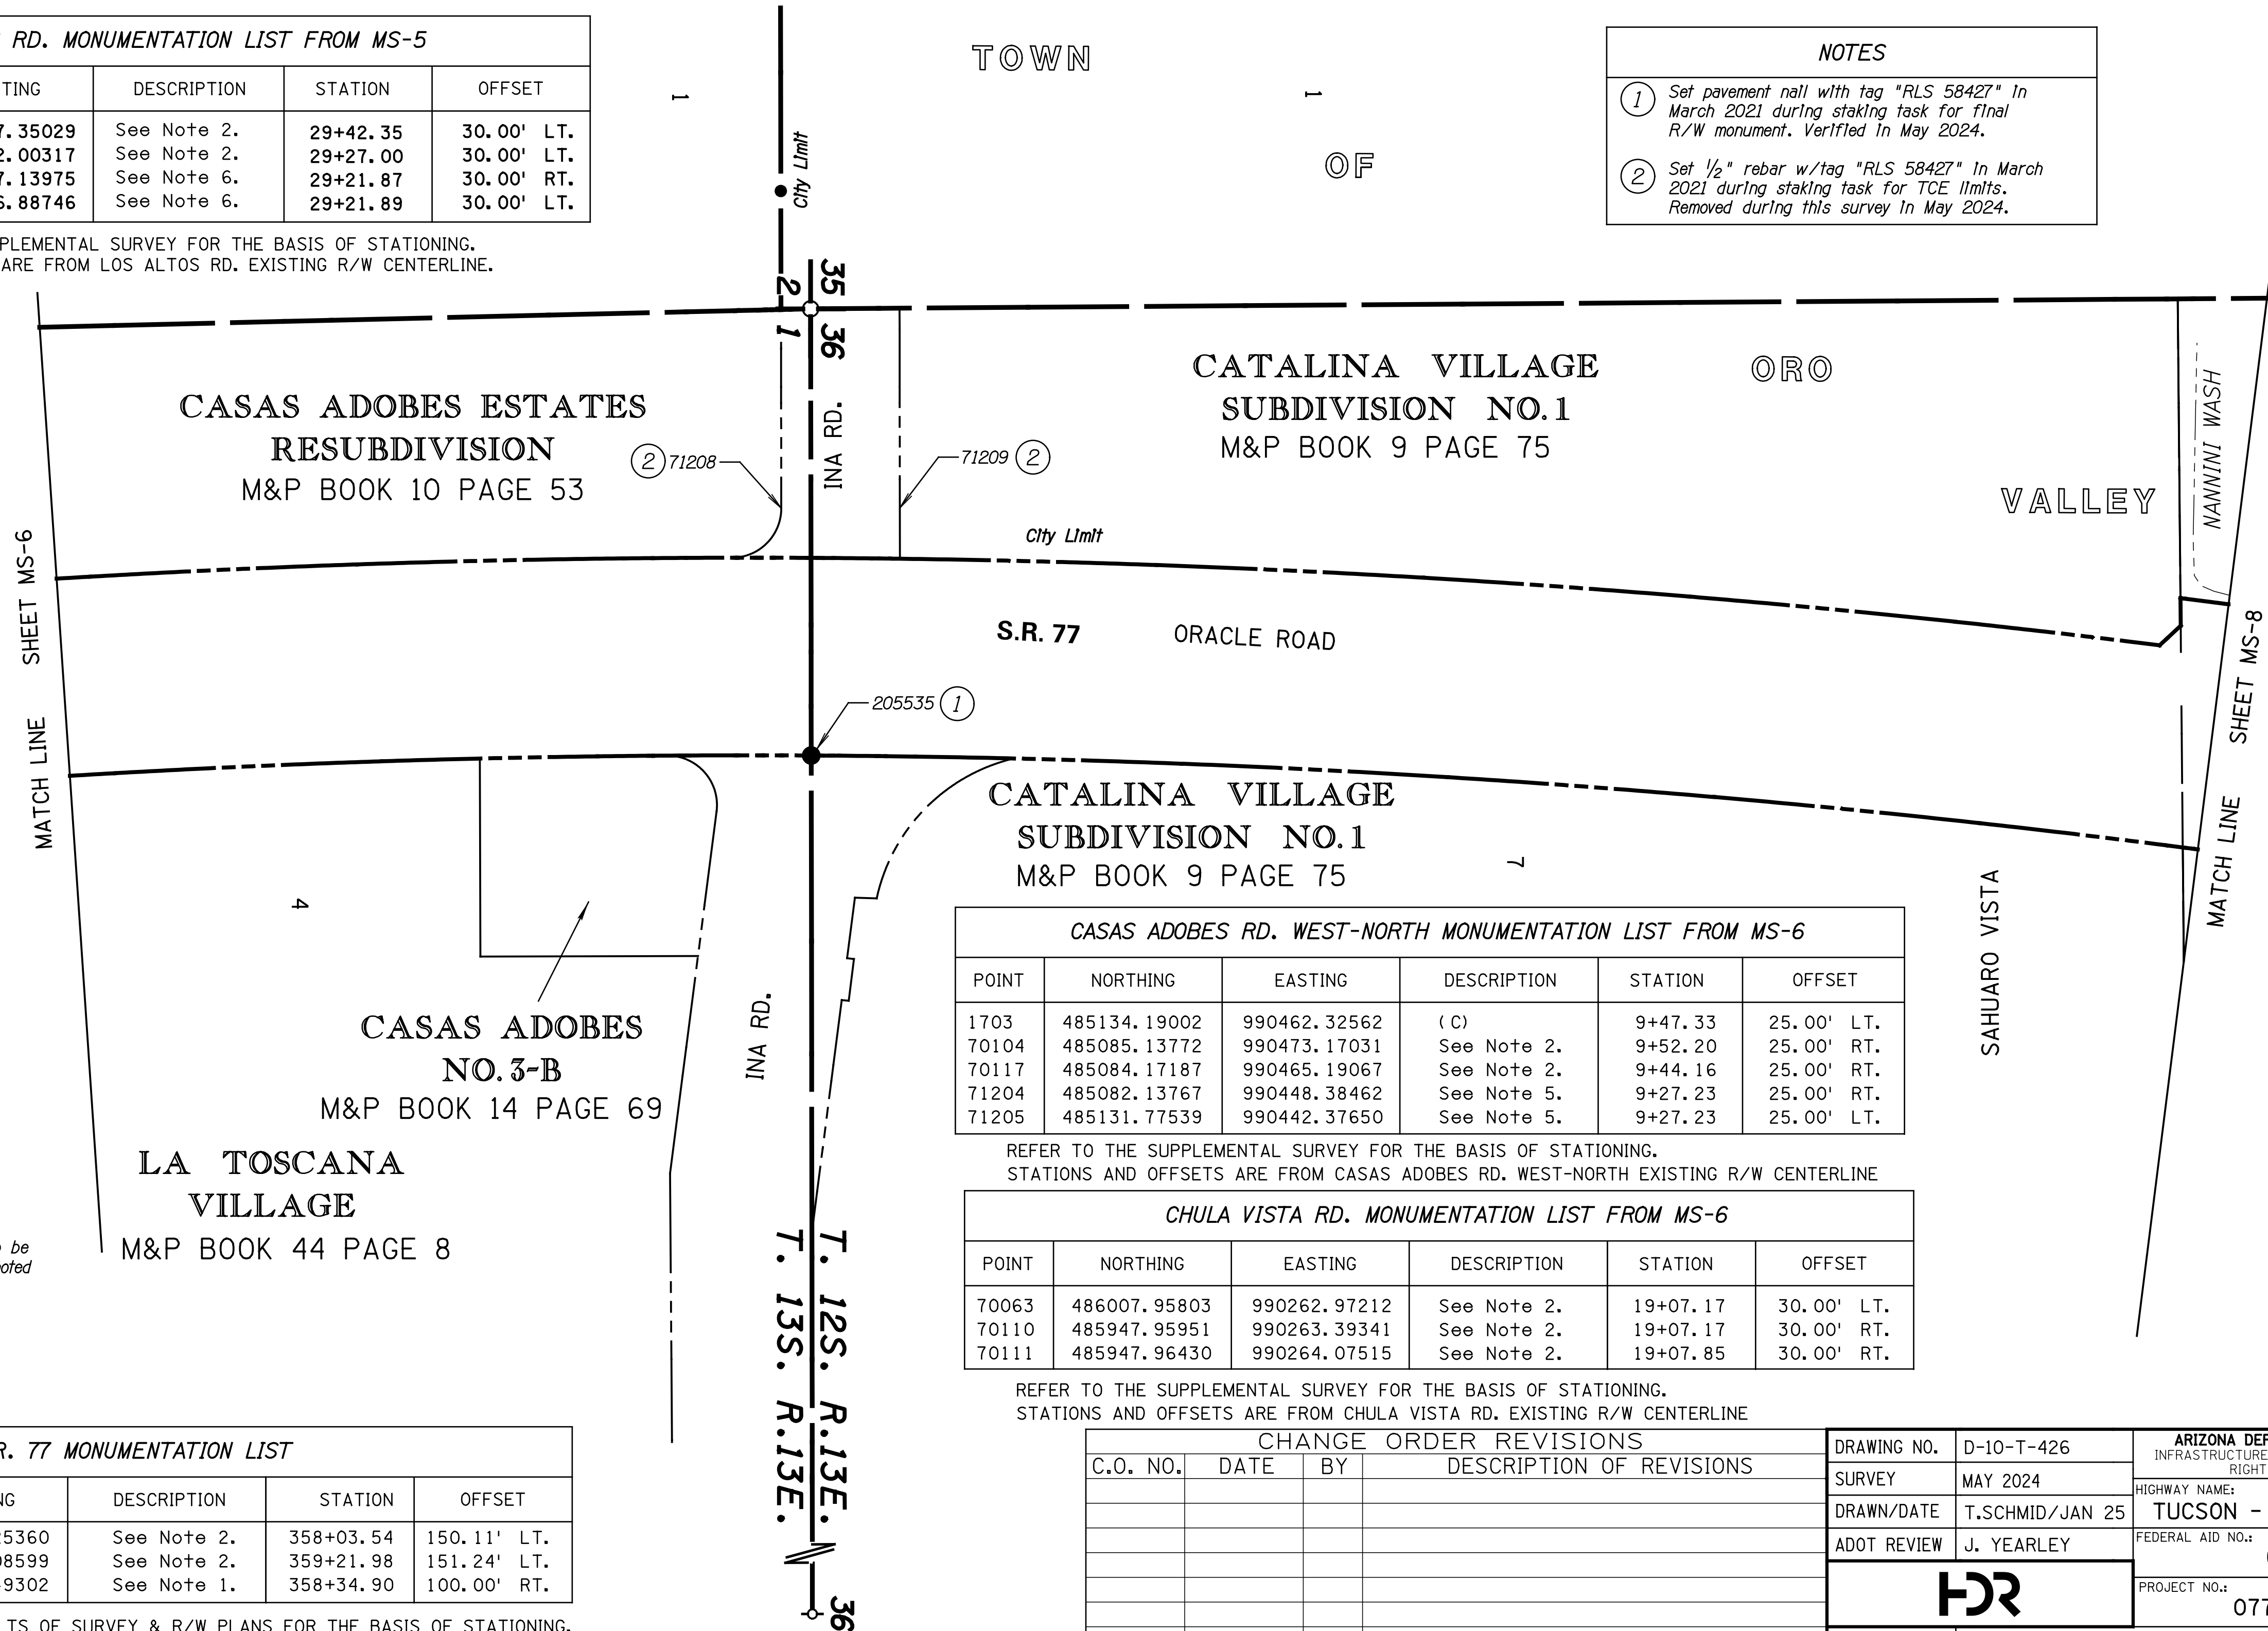 RD. MONUMENTATION LIST FROM MS-5
TING DESCRIPTION STATION OFFSET
7.35029 See Note 2. 29+42.35 30.00' LT.
2.00317 See Note 2. 29+27.00 30.00' LT.
7.13975 See Note 6. 29+21.87 30.00' RT.
6.88746 See Note 6. 29+21.89 30.00' LT.
PPLEMENTAL SURVEY FOR THE BASIS OF STATIONING.
ARE FROM LOS ALTOS RD. EXISTING R/W CENTERLINE.
TOWN
OF
ORO
VALLEY
1
1
City Limit
NOTES
1 Set pavement nail with tag "RLS 58427" in
March 2021 during staking task for final
R/W monument. Verified in May 2024.
2 Set 1/2" rebar w/tag "RLS 58427" in March
2021 during staking task for TCE limits.
Removed during this survey in May 2024.
35
2
1
36
CASAS ADOBES ESTATES
RESUBDIVISION
M&P BOOK 10 PAGE 53
2 71208
INA RD.
71209 2
CATALINA VILLAGE
SUBDIVISION NO.1
M&P BOOK 9 PAGE 75
NANNINI WASH
City Limit
MATCH LINE SHEET MS-6
S.R. 77 ORACLE ROAD
MATCH LINE SHEET MS-8
205535 1
CATALINA VILLAGE
SUBDIVISION NO.1
M&P BOOK 9 PAGE 75
7
4
SAHUARO VISTA
CASAS ADOBES
NO.3-B
M&P BOOK 14 PAGE 69
INA RD.
LA TOSCANA
VILLAGE
M&P BOOK 44 PAGE 8
be
T. 12S. R.13E.
T. 13S. R.13E.
36
CASAS ADOBES RD. WEST-NORTH MONUMENTATION LIST FROM MS-6
POINT NORTHING EASTING DESCRIPTION STATION OFFSET
1703 485134.19002 990462.32562 (C) 9+47.33 25.00' LT.
70104 485085.13772 990473.17031 See Note 2. 9+52.20 25.00' RT.
70117 485084.17187 990465.19067 See Note 2. 9+44.16 25.00' RT.
71204 485082.13767 990448.38462 See Note 5. 9+27.23 25.00' RT.
71205 485131.77539 990442.37650 See Note 5. 9+27.23 25.00' LT.
REFER TO THE SUPPLEMENTAL SURVEY FOR THE BASIS OF STATIONING.
STATIONS AND OFFSETS ARE FROM CASAS ADOBES RD. WEST-NORTH EXISTING R/W CENTERLINE
CHULA VISTA RD. MONUMENTATION LIST FROM MS-6
POINT NORTHING EASTING DESCRIPTION STATION OFFSET
70063 486007.95803 990262.97212 See Note 2. 19+07.17 30.00' LT.
70110 485947.95951 990263.39341 See Note 2. 19+07.17 30.00' RT.
70111 485947.96430 990264.07515 See Note 2. 19+07.85 30.00' RT.
REFER TO THE SUPPLEMENTAL SURVEY FOR THE BASIS OF STATIONING.
STATIONS AND OFFSETS ARE FROM CHULA VISTA RD. EXISTING R/W CENTERLINE
R. 77 MONUMENTATION LIST
NG DESCRIPTION STATION OFFSET
5360 See Note 2. 358+03.54 150.11' LT.
8599 See Note 2. 359+21.98 151.24' LT.
9302 See Note 1. 358+34.90 100.00' RT.
TS OF SURVEY & R/W PLANS FOR THE BASIS OF STATIONING.
CHANGE ORDER REVISIONS
C.O. NO. DATE BY DESCRIPTION OF REVISIONS
DRAWING NO. D-10-T-426
SURVEY MAY 2024
DRAWN/DATE T.SCHMID/JAN 25
ADOT REVIEW J. YEARLEY
HDR
ARIZONA DEP
INFRASTRUCTURE
RIGHT
HIGHWAY NAME:
TUCSON -
FEDERAL AID NO.:
PROJECT NO.:
077